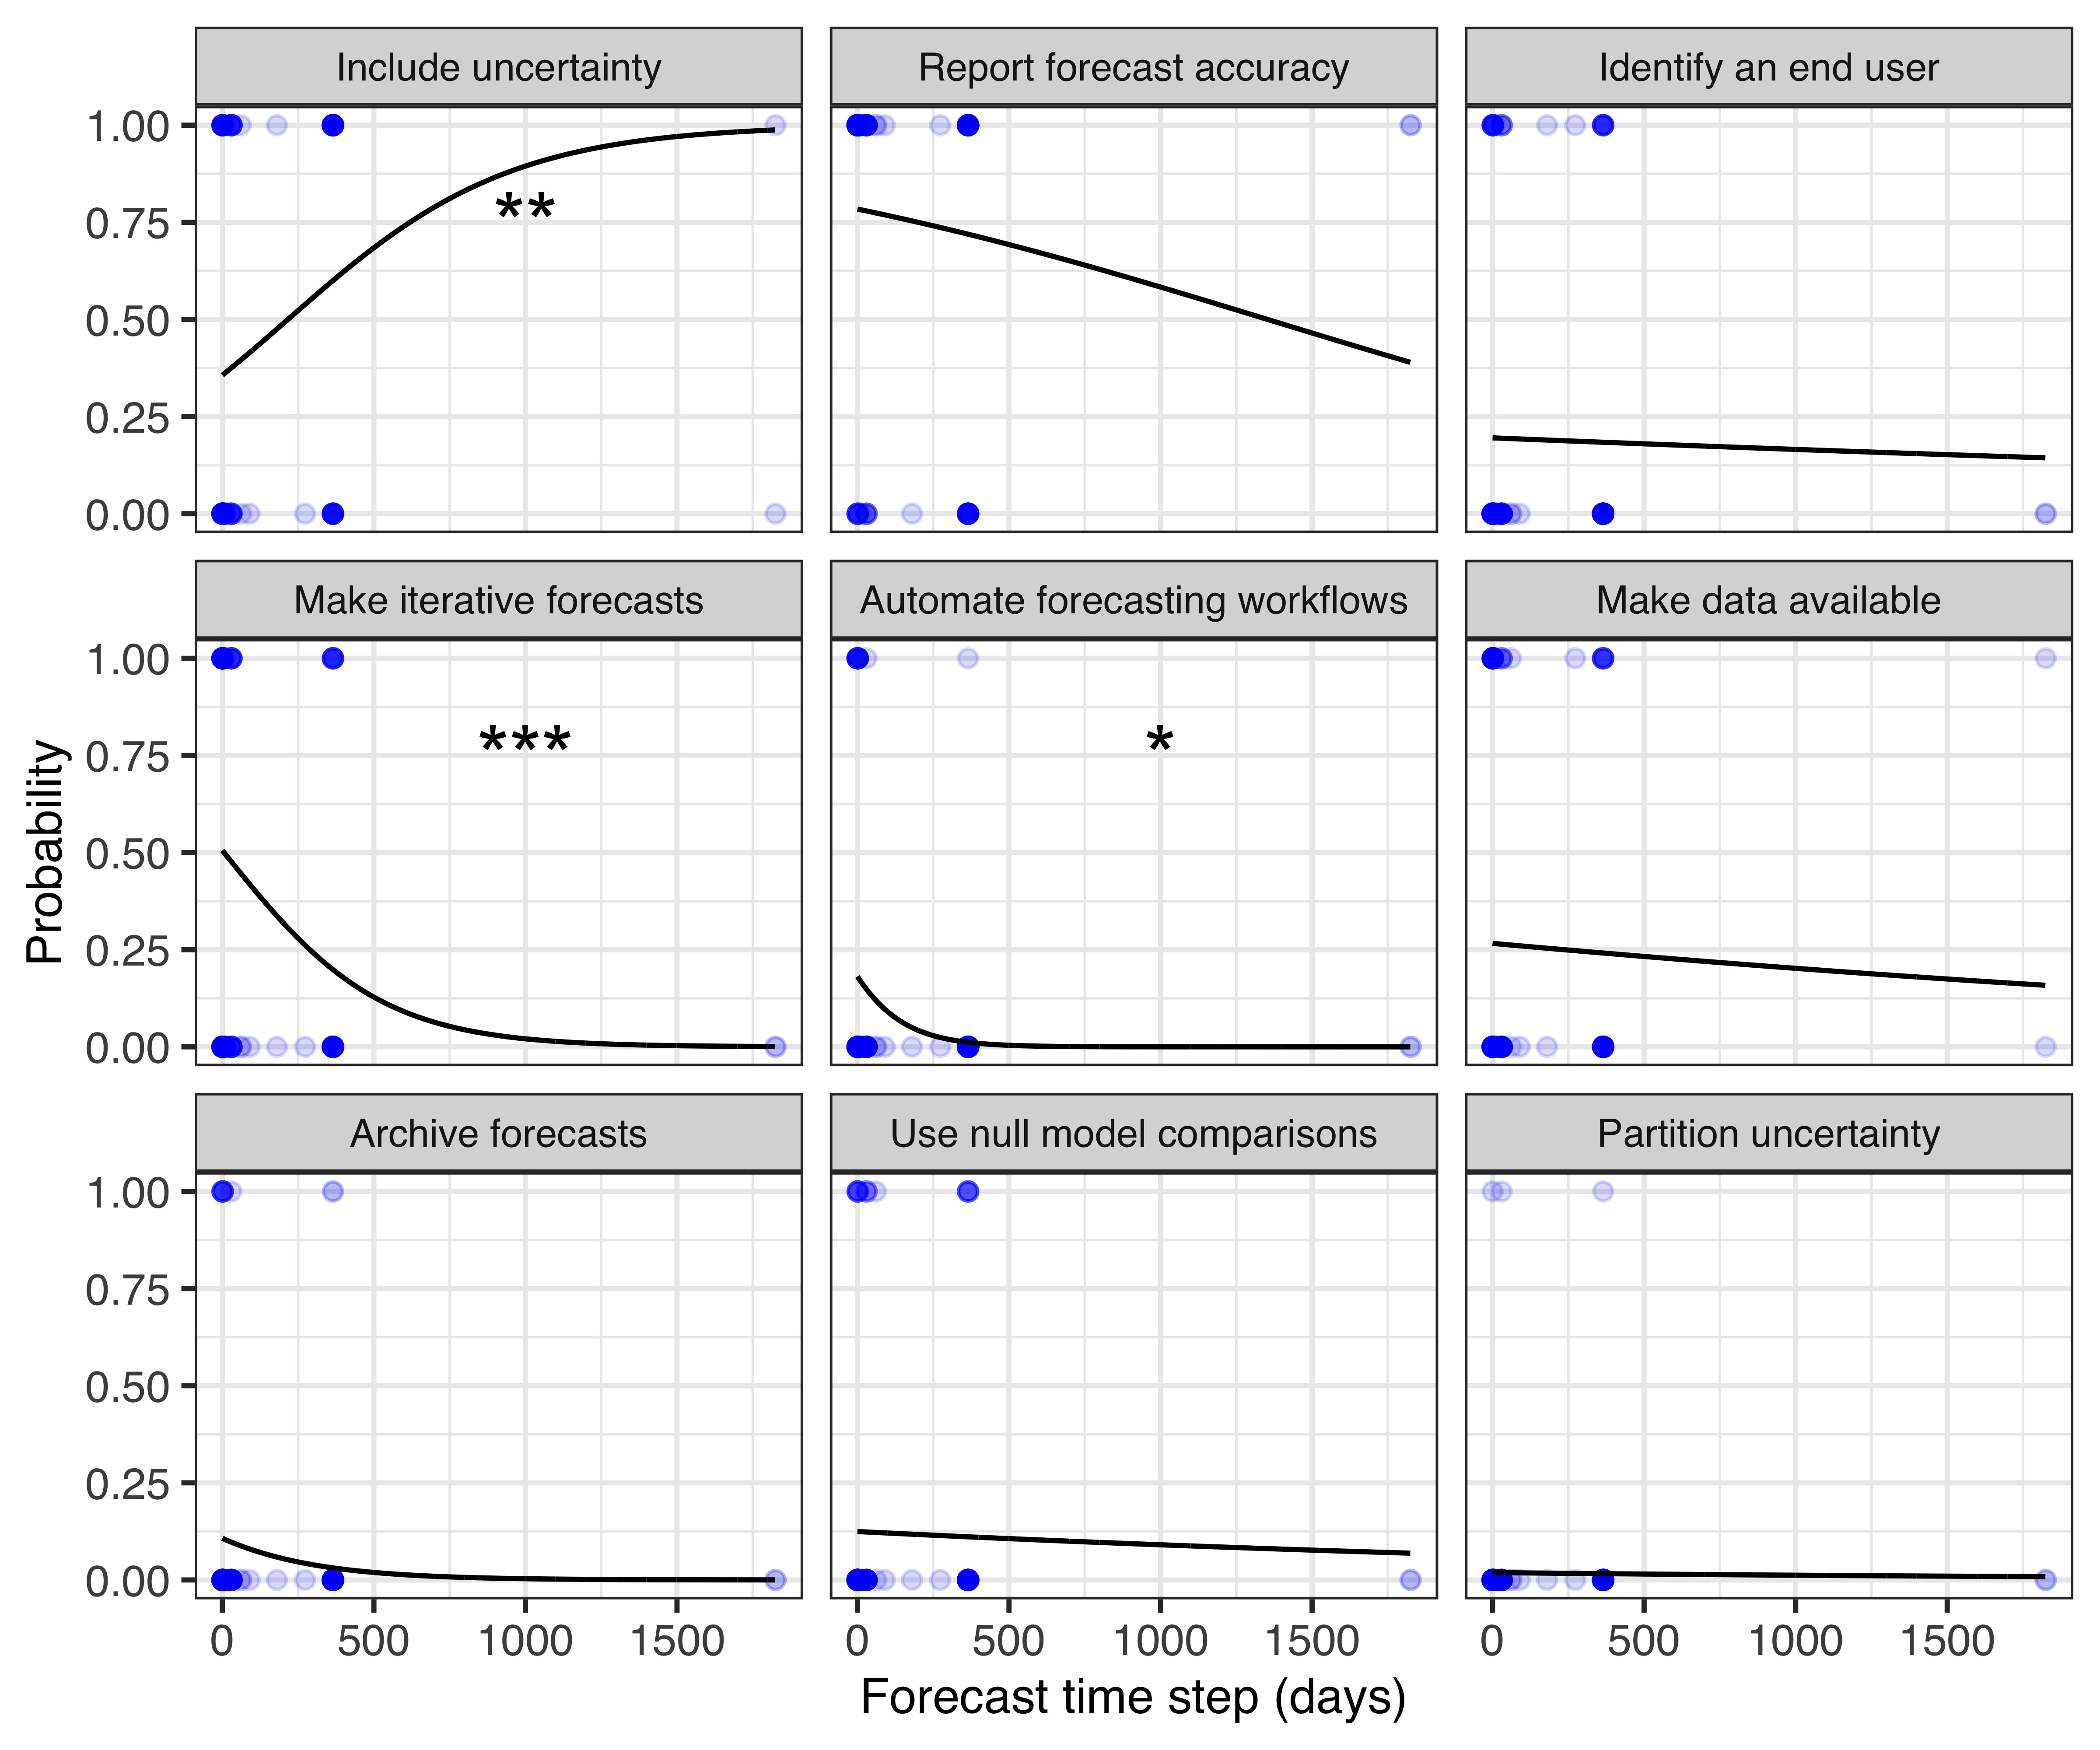 Include uncertainty
Report forecast accuracy
Identify an end user
1.00
0.75
0.50
0.25
0.00
**
Make iterative forecasts
Automate forecasting workflows
Make data available
1.00
0.75
0.50
0.25
0.00
***
*
Probability
Archive forecasts
Use null model comparisons
Partition uncertainty
1.00
0.75
0.50
0.25
0.00
0 500 1000 1500
0 500 1000 1500
0 500 1000 1500
Forecast time step (days)